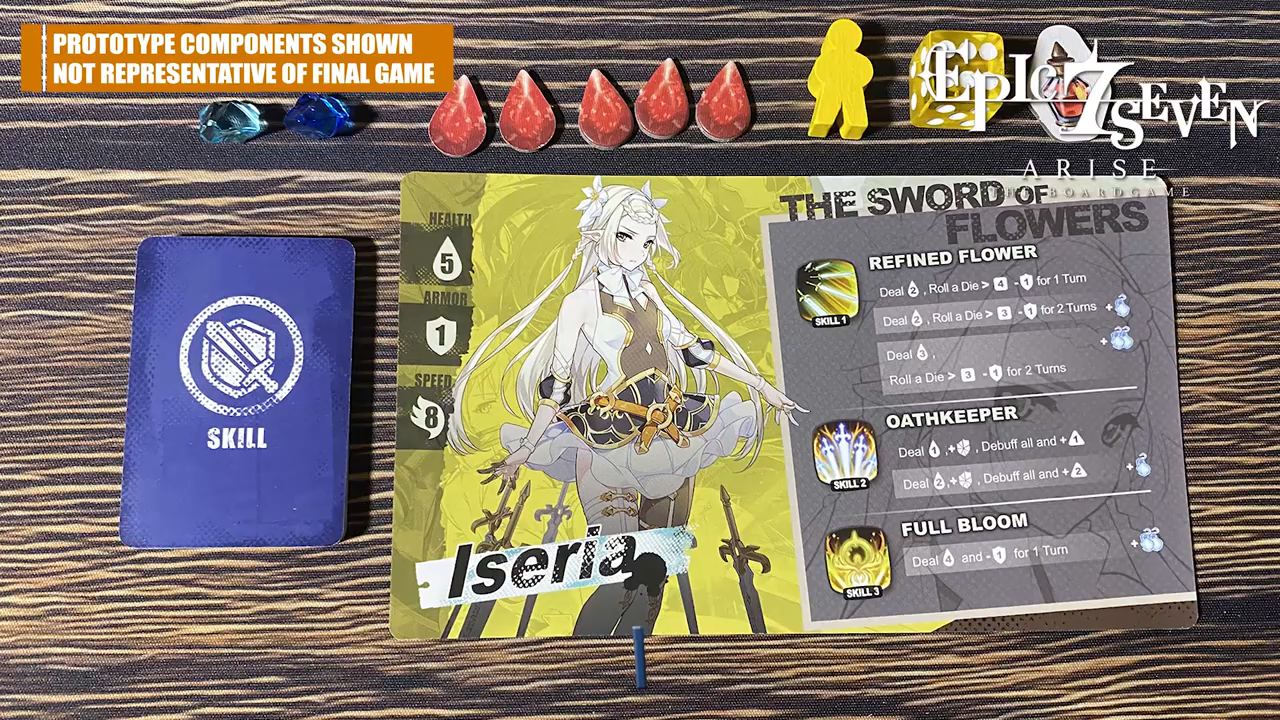 PROTOTYPE COMPONENTS SHOWN
NOT REPRESENTATIVE OF FINAL GAME
EPIC SEVEN
ARISE
BOARDGAME
THE SWORD OF
FLOWERS
HEALTH
5
ARMOR
1
SPEED
8
SKILL
Iseria
REFINED FLOWER
SKILL 1
Deal 2 , Roll a Die > 4 - 1 for 1 Turn
Deal 2 , Roll a Die > 3 - 1 for 2 Turns +
+
Deal 3 ,
Roll a Die > 3 - 1 for 2 Turns
OATHKEEPER
SKILL 2
Deal 1 ,+ , Debuff all and + 1
Deal 2 ,+ , Debuff all and + 2 +
FULL BLOOM
SKILL 3
Deal 4 and - 1 for 1 Turn +